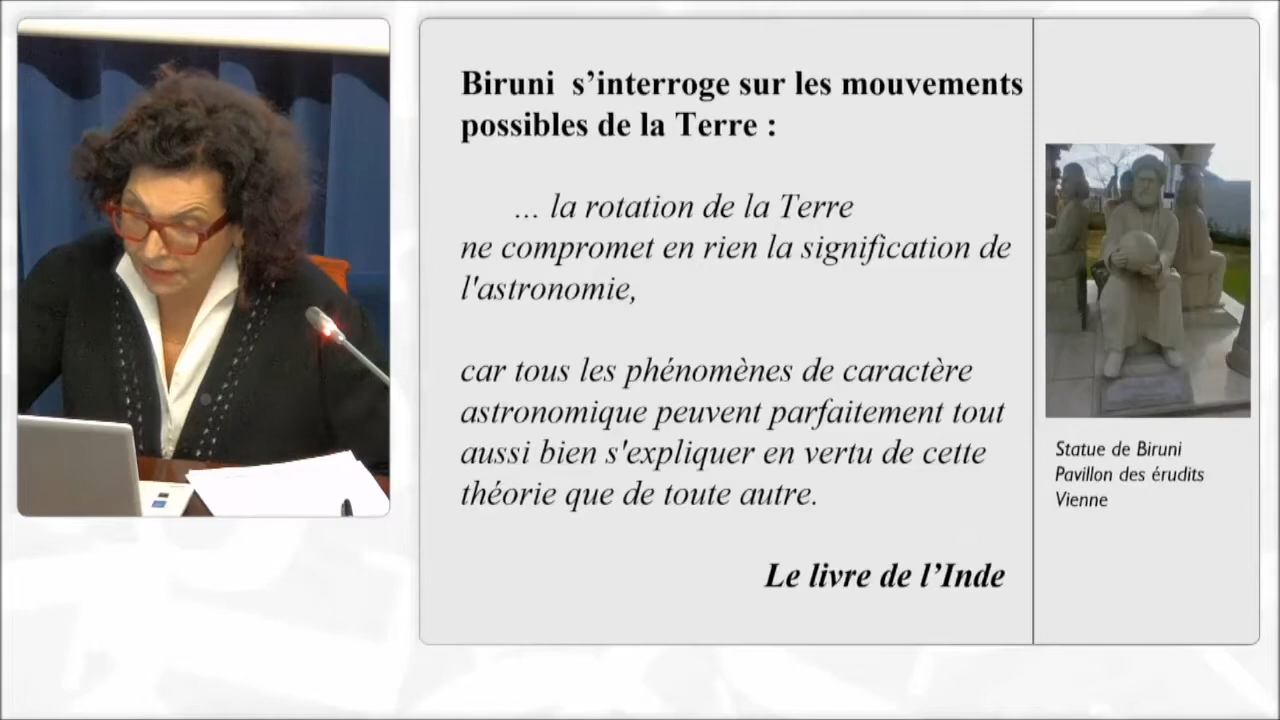 Biruni s’interroge sur les mouvements
possibles de la Terre :
... la rotation de la Terre
ne compromet en rien la signification de
l'astronomie,
car tous les phénomènes de caractère
astronomique peuvent parfaitement tout
aussi bien s'expliquer en vertu de cette
théorie que de toute autre.
Le livre de l’Inde
Statue de Biruni
Pavillon des érudits
Vienne